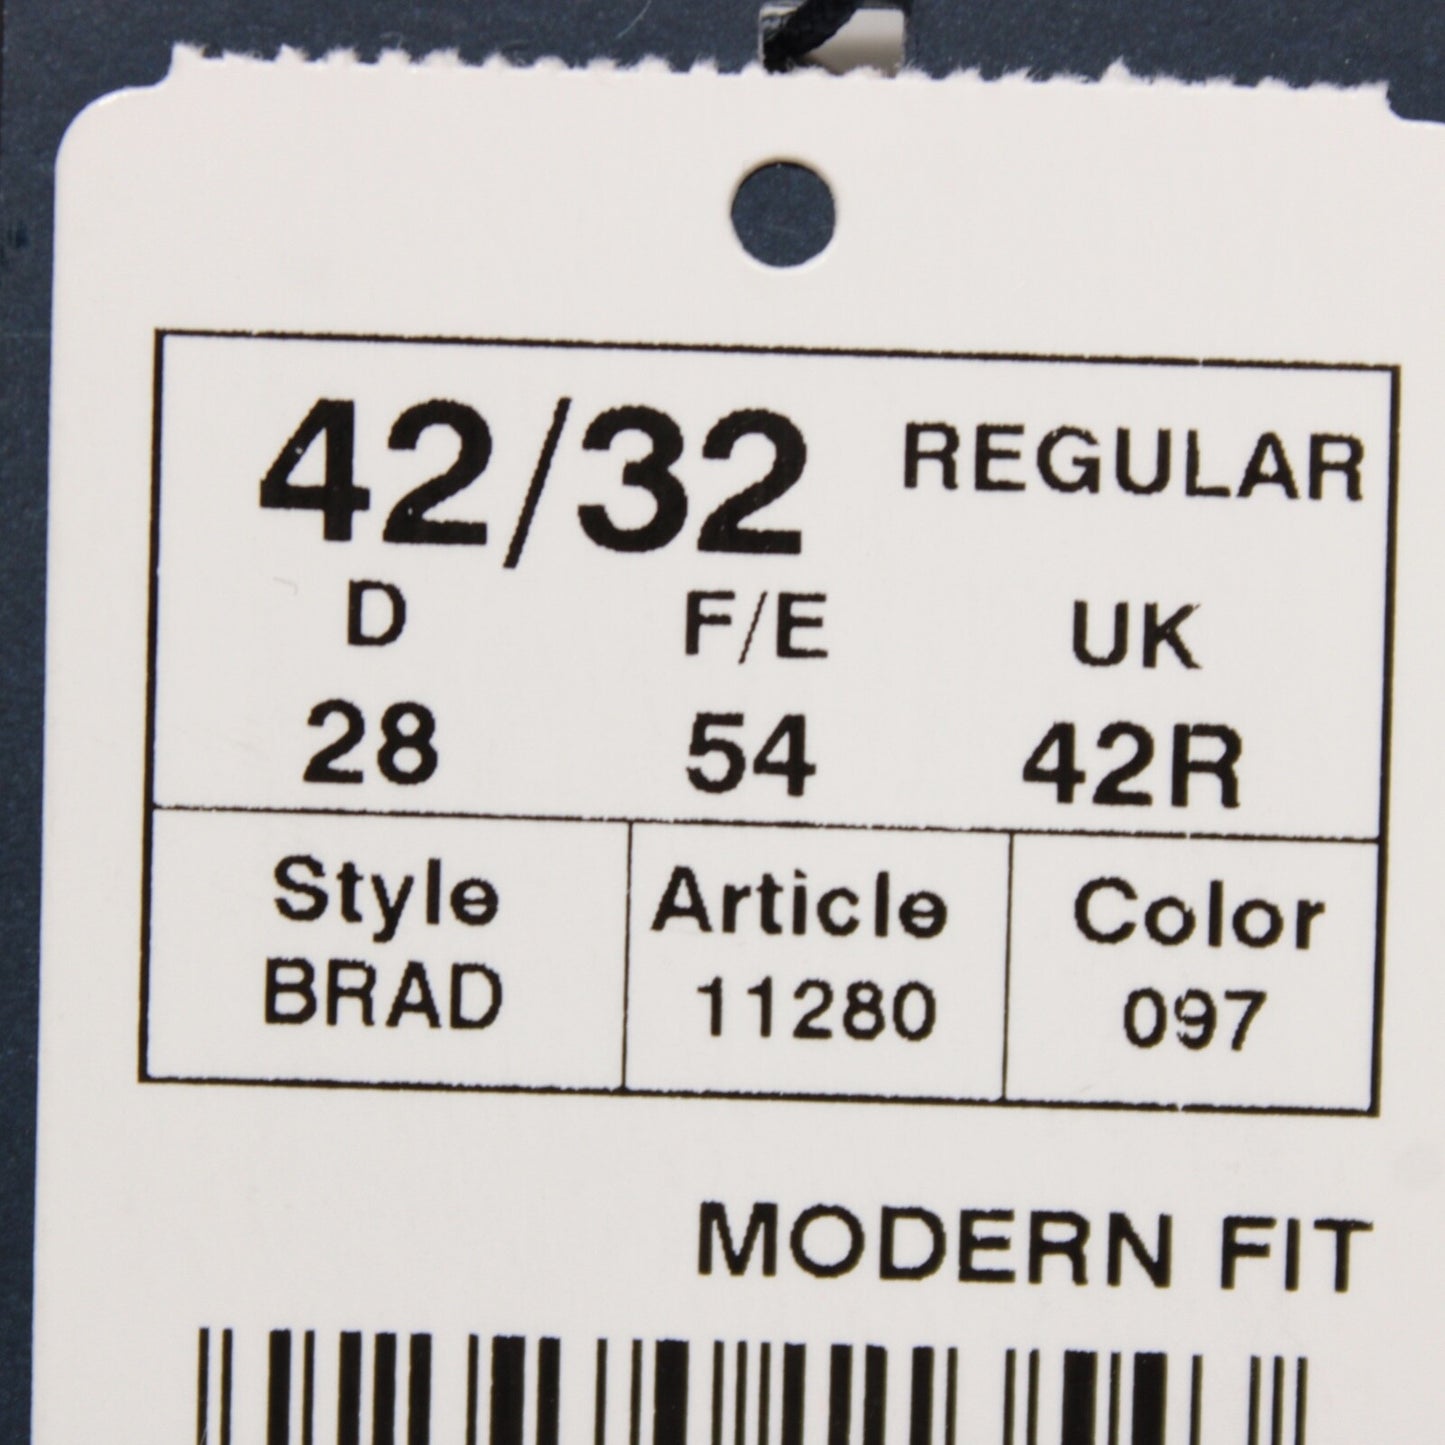 42/32 REGULAR
D F/E UK
28 54 42R
Style Article Color
BRAD 11280 097
MODERN FIT